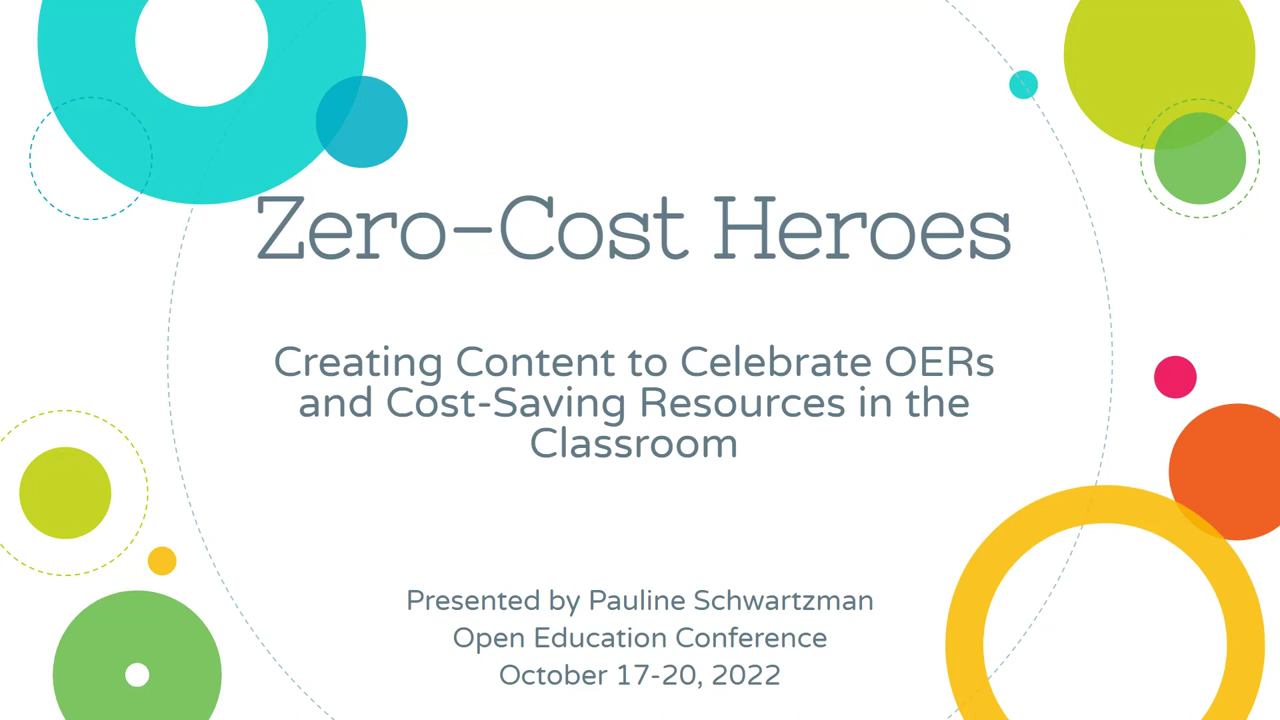 Zero-Cost Heroes
Creating Content to Celebrate OERs
and Cost-Saving Resources in the
Classroom
Presented by Pauline Schwartzman
Open Education Conference
October 17-20, 2022